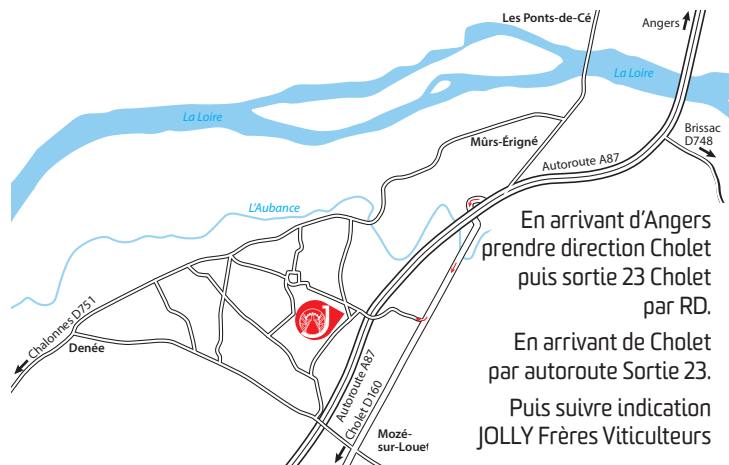 Les Ponts-de-Cé
Angers
La Loire
La Loire
Brissac
D748
Mûrs-Érigné
Autoroute A87
L'Aubance
En arrivant d'Angers
prendre direction Cholet
puis sortie 23 Cholet
par RD.
En arrivant de Cholet
par autoroute Sortie 23.
Puis suivre indication
JOLLY Frères Viticulteurs
Chalonnes D751
Denée
Autoroute A87
Cholet D160
Mozé-
sur-Louet